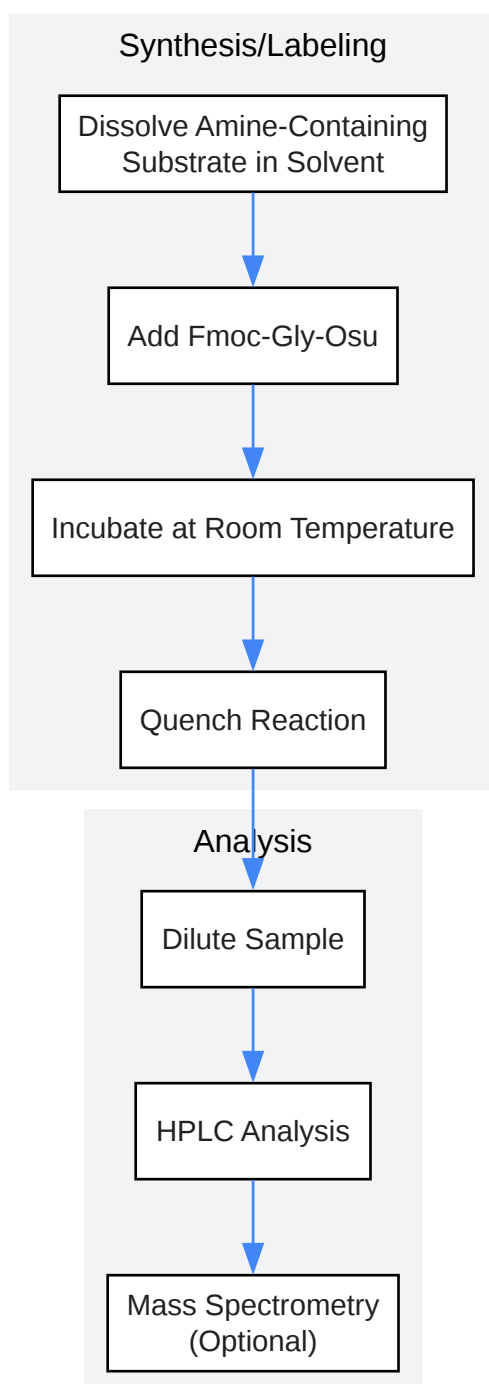 Synthesis/Labeling
Dissolve Amine-Containing
Substrate in Solvent
Add Fmoc-Gly-Osu
Incubate at Room Temperature
Quench Reaction
Analysis
Dilute Sample
HPLC Analysis
Mass Spectrometry
(Optional)